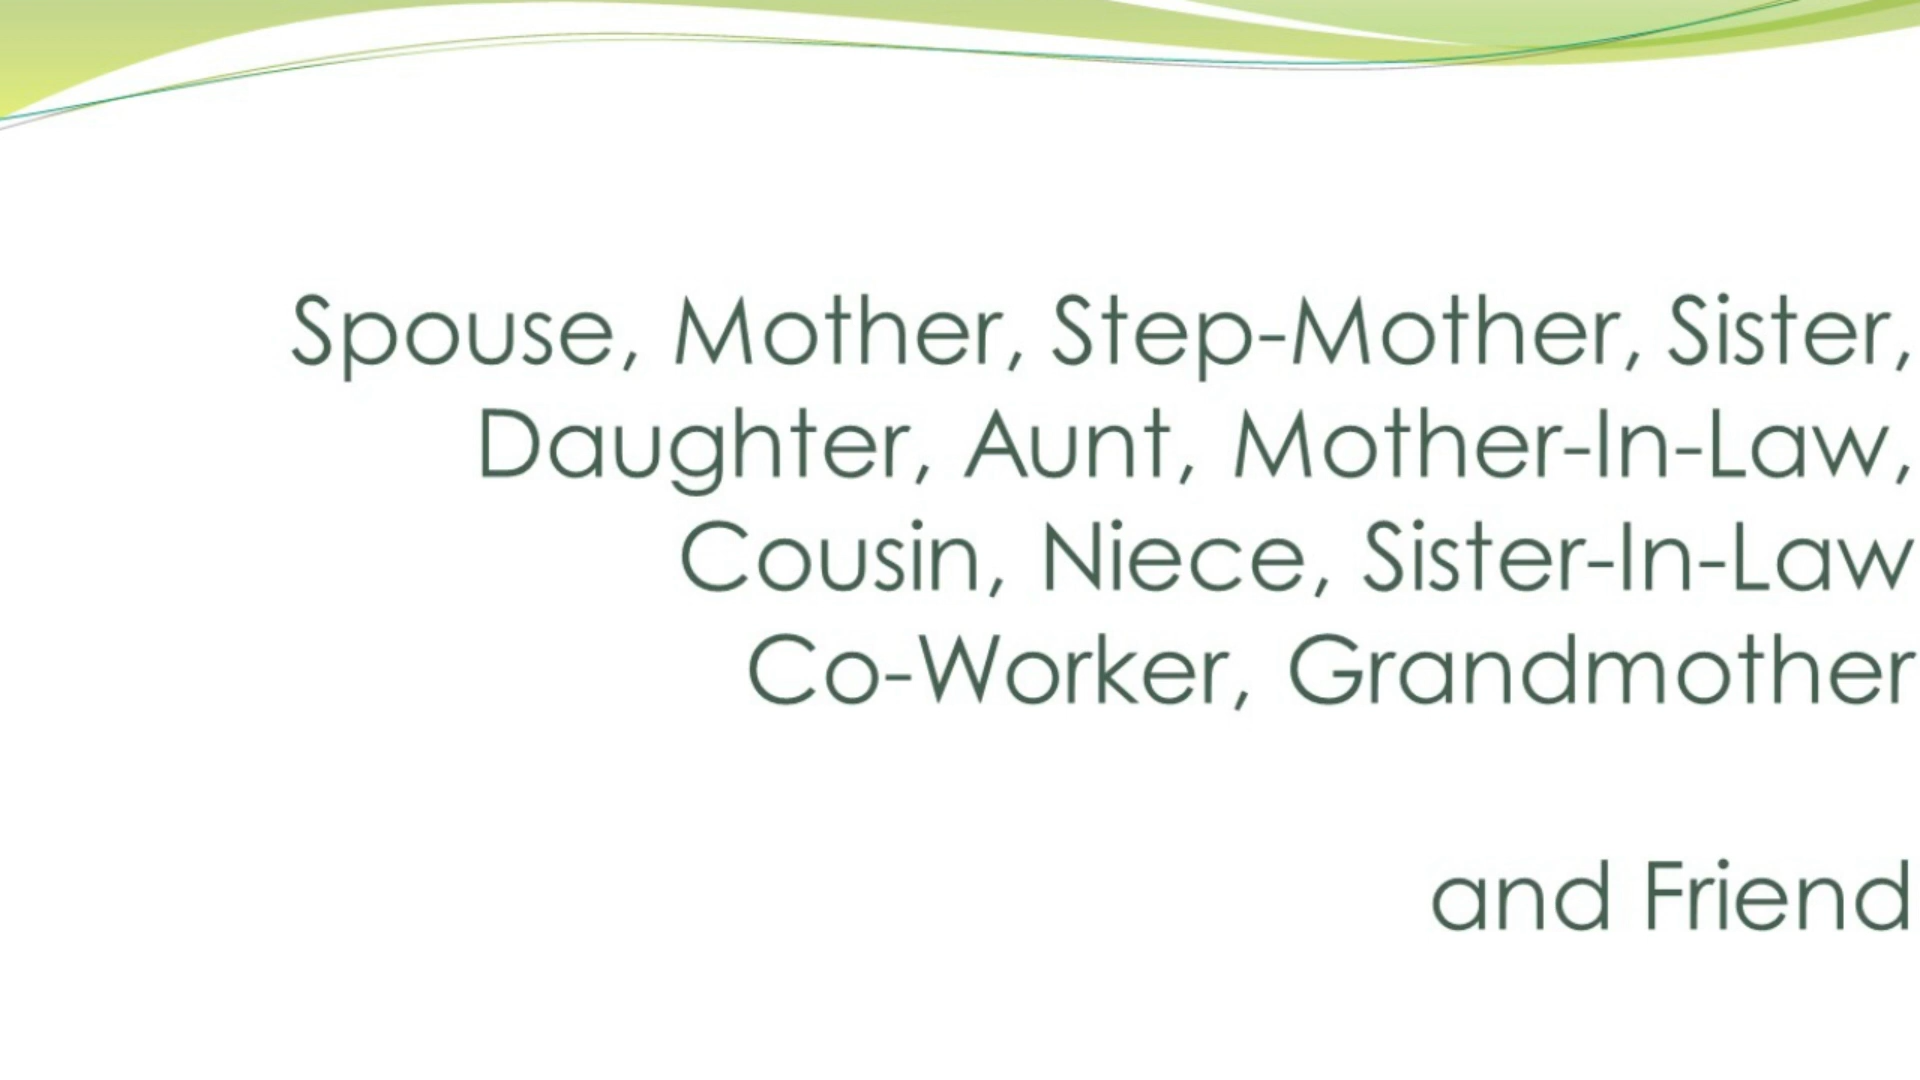 Spouse, Mother, Step-Mother, Sister,
Daughter, Aunt, Mother-In-Law,
Cousin, Niece, Sister-In-Law
Co-Worker, Grandmother
and Friend